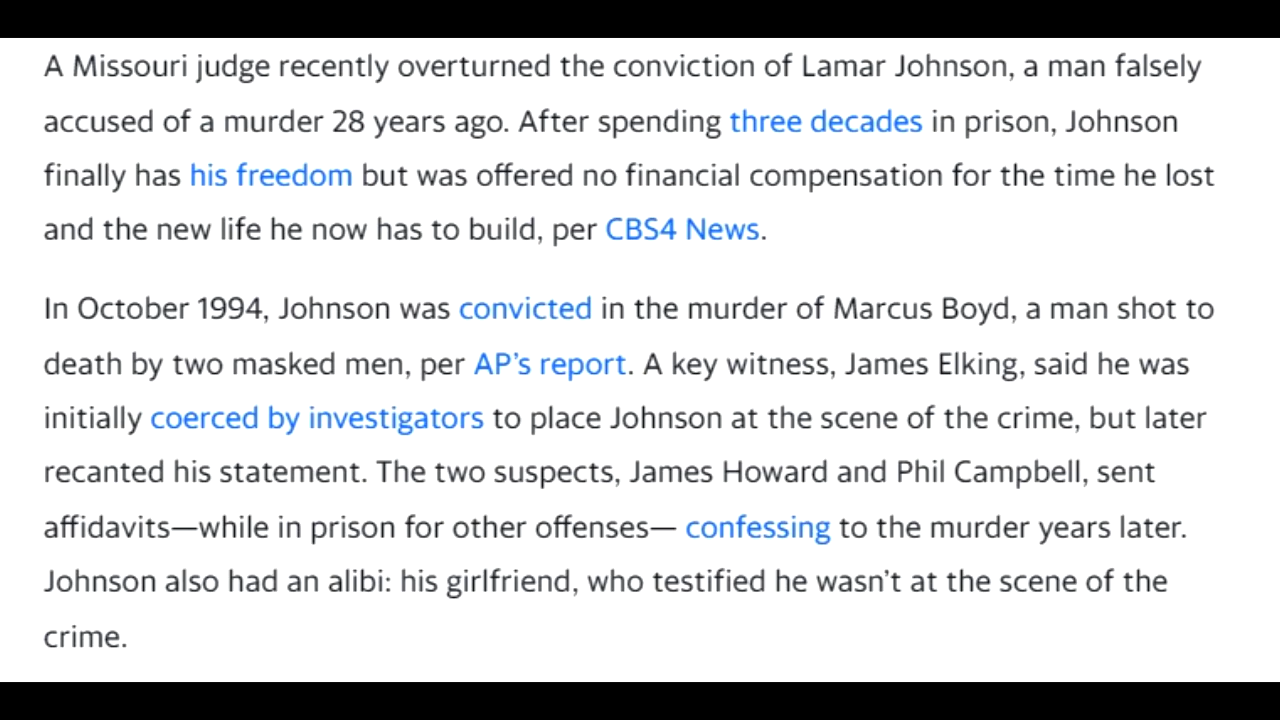 A Missouri judge recently overturned the conviction of Lamar Johnson, a man falsely
accused of a murder 28 years ago. After spending three decades in prison, Johnson
finally has his freedom but was offered no financial compensation for the time he lost
and the new life he now has to build, per CBS4 News.
In October 1994, Johnson was convicted in the murder of Marcus Boyd, a man shot to
death by two masked men, per AP’s report. A key witness, James Elking, said he was
initially coerced by investigators to place Johnson at the scene of the crime, but later
recanted his statement. The two suspects, James Howard and Phil Campbell, sent
affidavits—while in prison for other offenses— confessing to the murder years later.
Johnson also had an alibi: his girlfriend, who testified he wasn’t at the scene of the
crime.